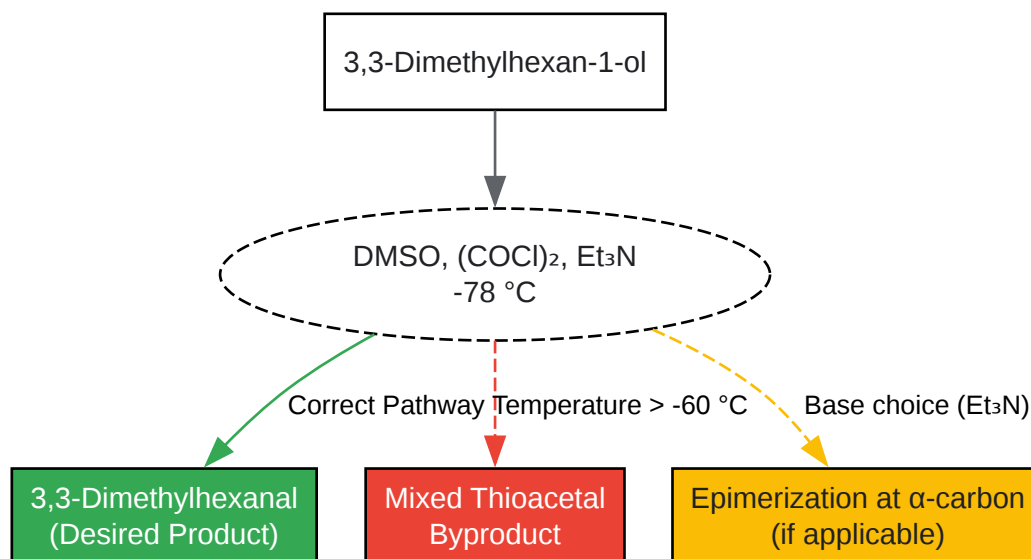 3,3-Dimethylhexan-1-ol
DMSO, (COCl)₂, Et₃N
-78 °C
Correct Pathway
Temperature > -60 °C
Base choice (Et₃N)
3,3-Dimethylhexanal
(Desired Product)
Mixed Thioacetal
Byproduct
Epimerization at α-carbon
(if applicable)